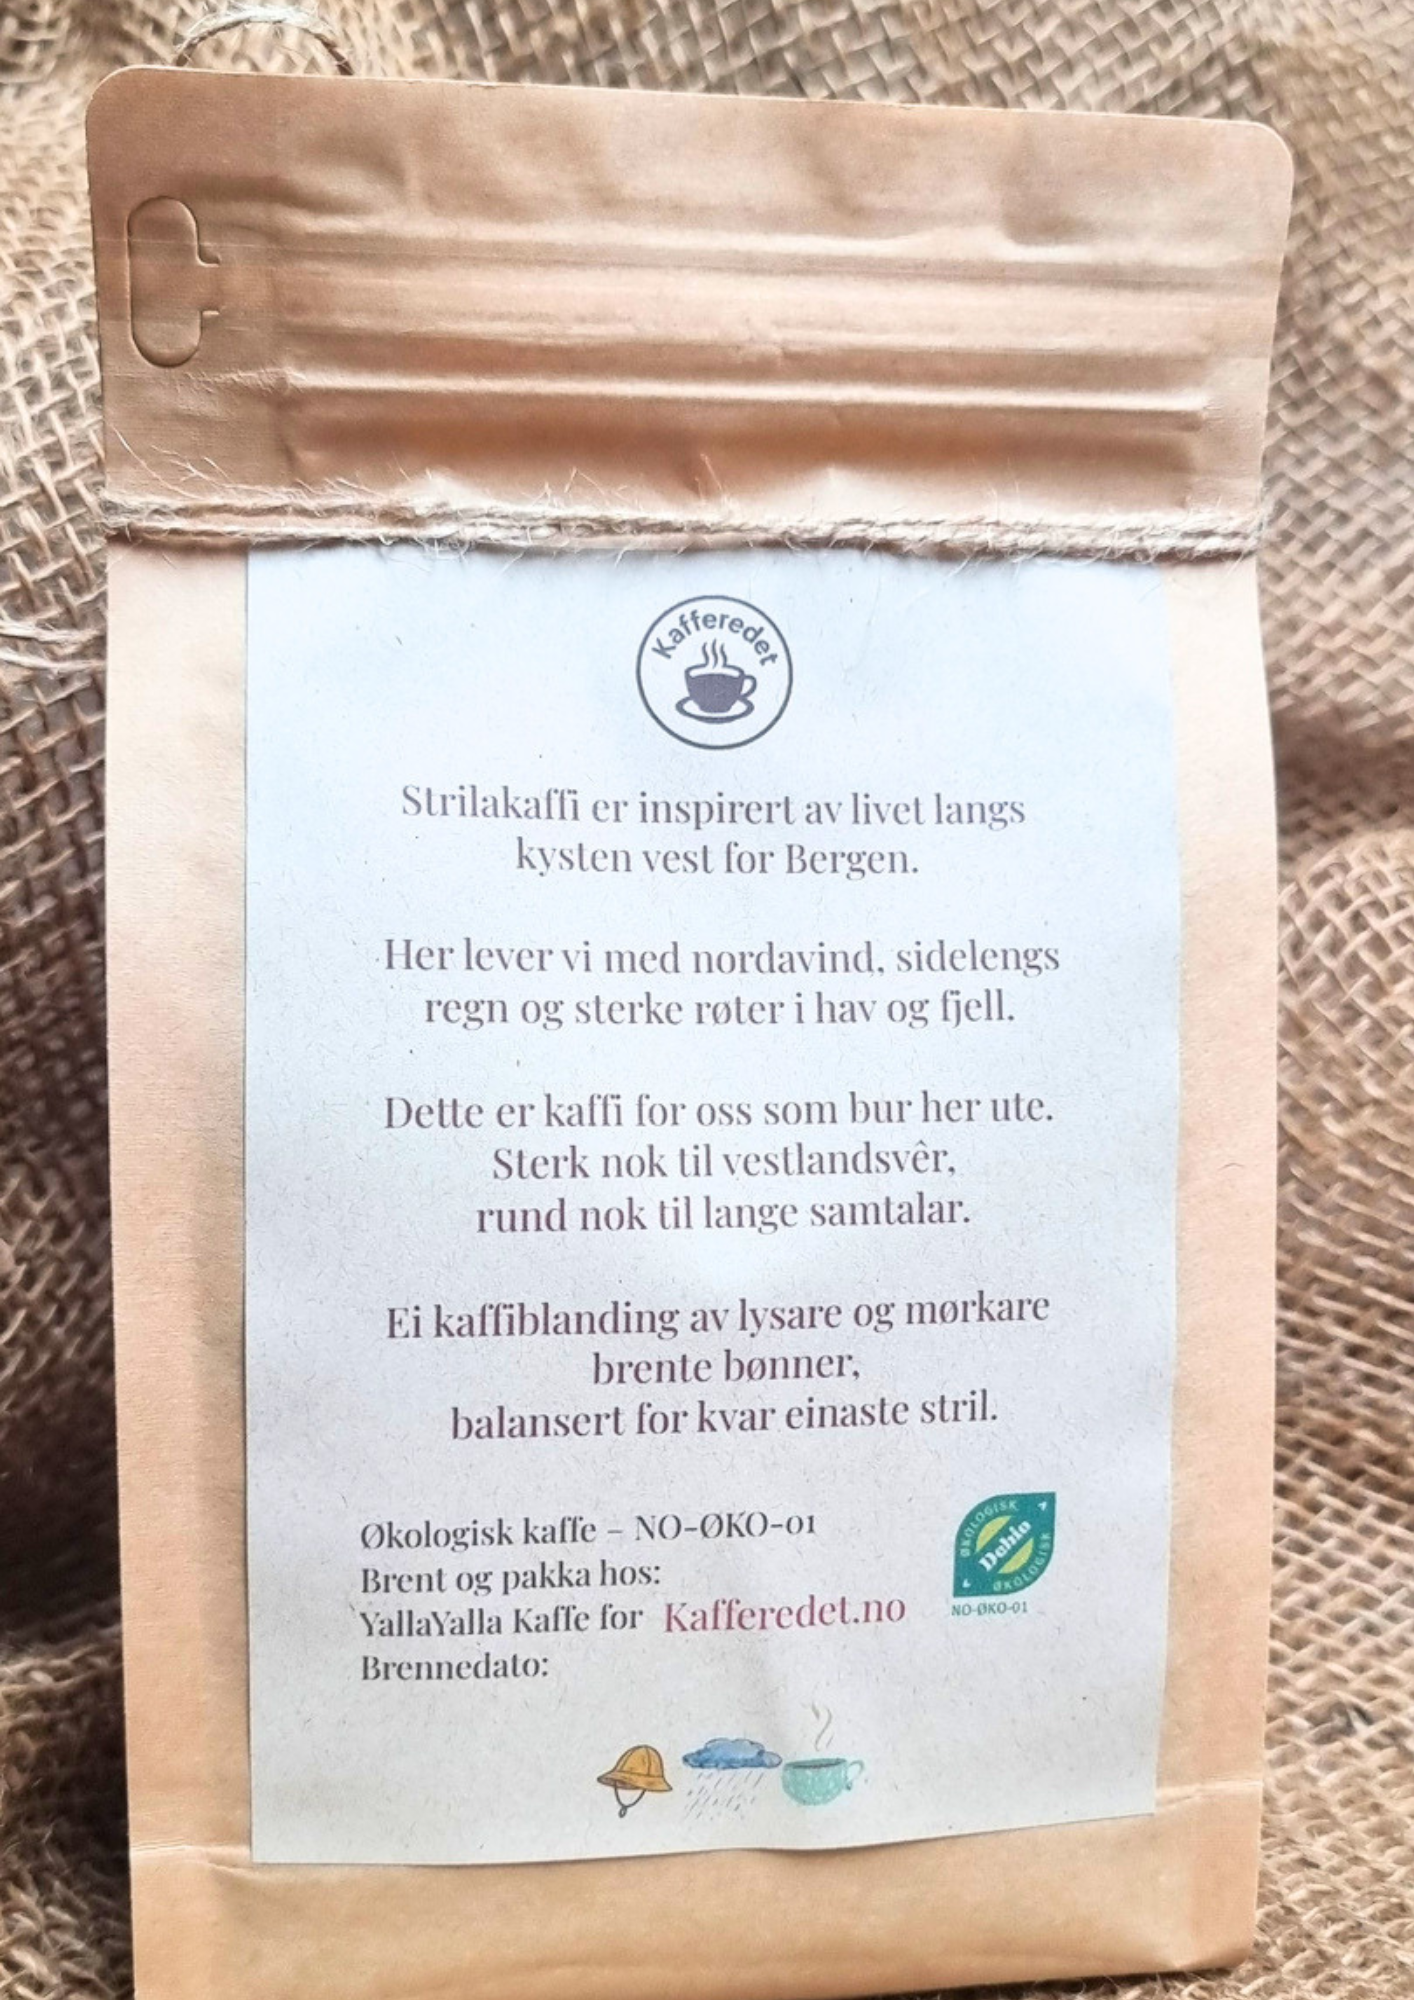 Kafferedet
Strilakaffi er inspirert av livet langs
kysten vest for Bergen.
Her lever vi med nordavind, sidelengs
regn og sterke røter i hav og fjell.
Dette er kaffi for oss som bur her ute.
Sterk nok til vestlandsvêr,
rund nok til lange samtalar.
Ei kaffiblanding av lysare og mørkare
brente bønner,
balansert for kvar einaste stril.
Økologisk kaffe – NO-ØKO-01
Brent og pakka hos:
YallaYalla Kaffe for Kafferedet.no
Brennedato:
ØKOLOGISK
Debio
ØKOLOGISK
NO-ØKO-01